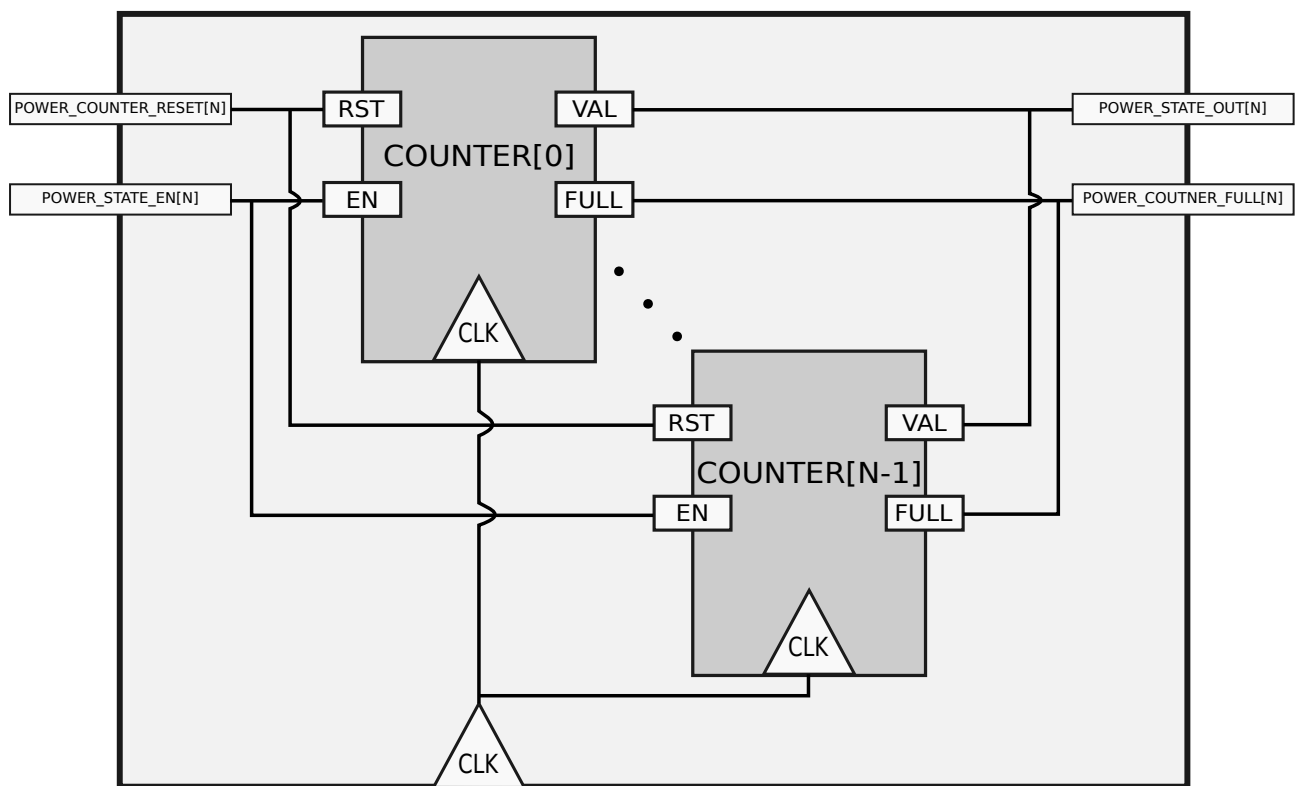 POWER_COUNTER_RESET[N]
RST
VAL
POWER_STATE_OUT[N]
COUNTER[0]
POWER_STATE_EN[N]
EN
FULL
POWER_COUTNER_FULL[N]
CLK
RST
VAL
COUNTER[N-1]
EN
FULL
CLK
CLK